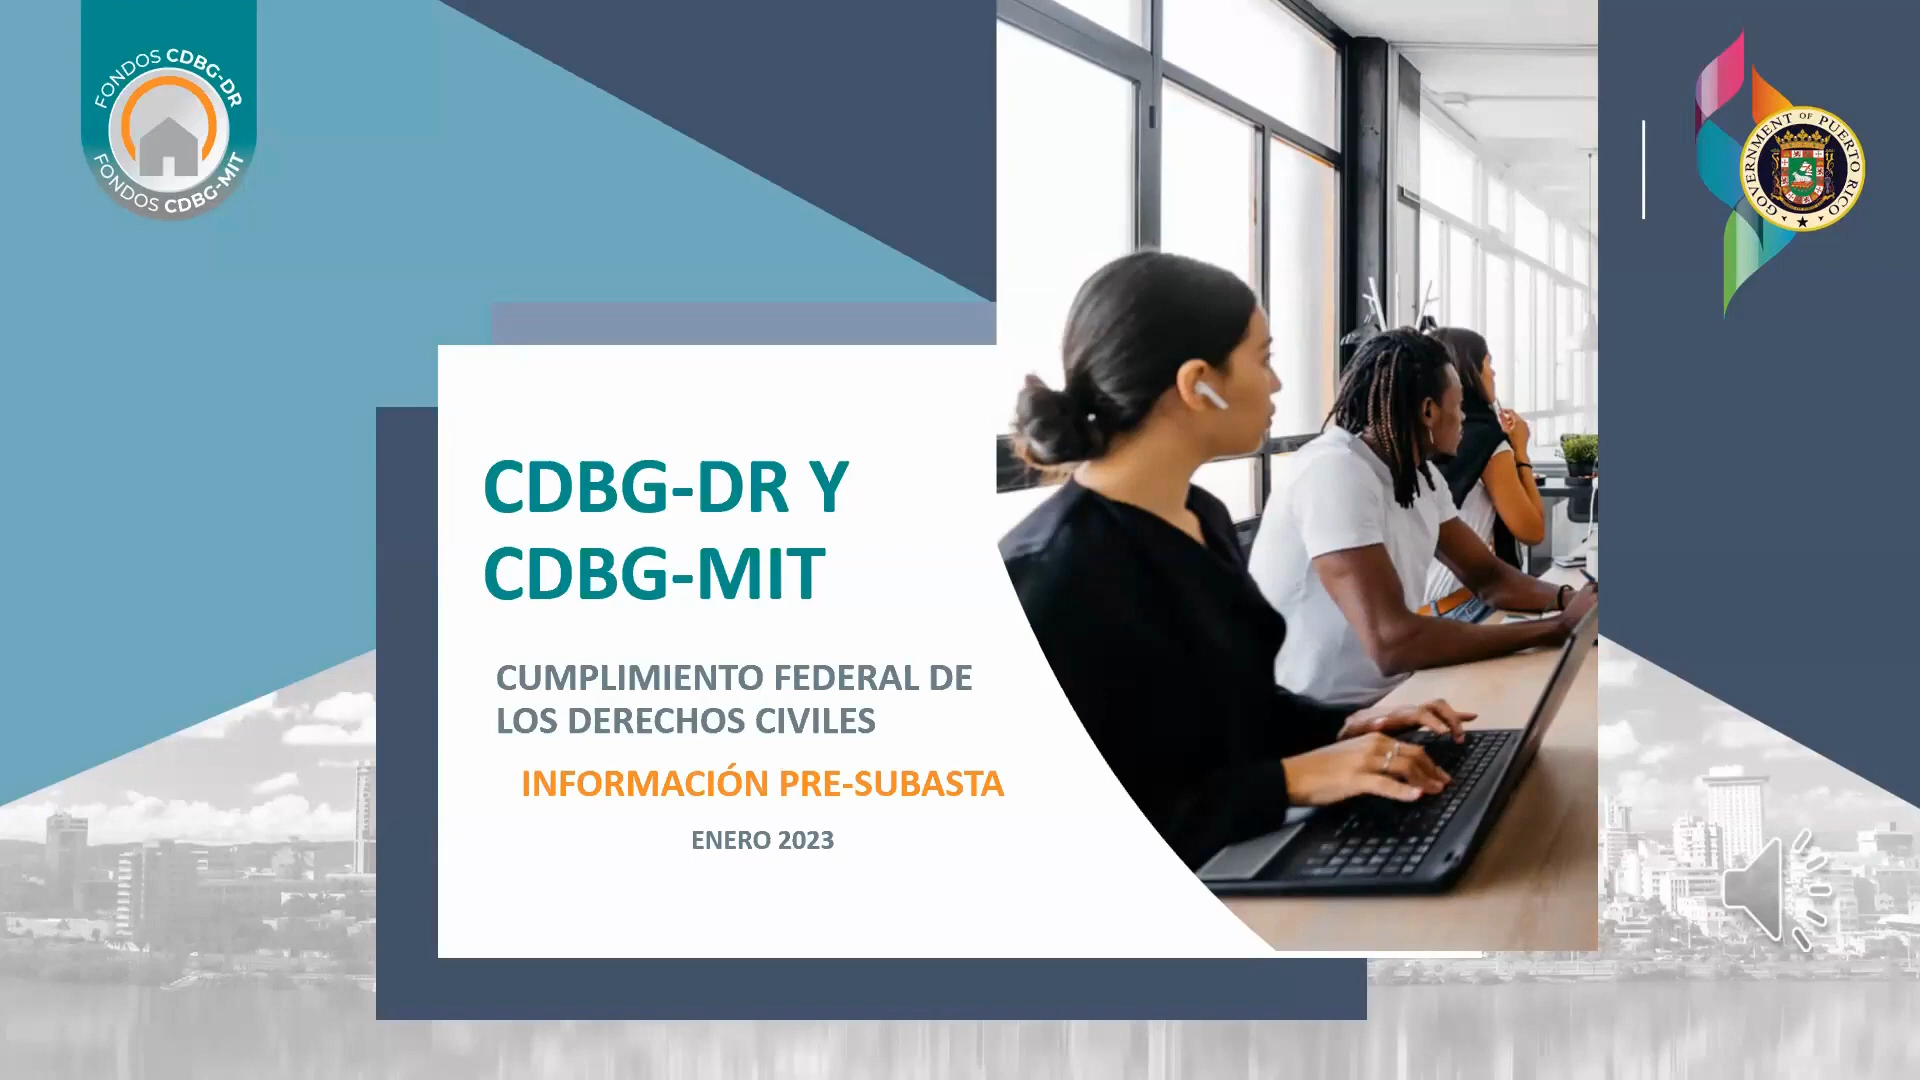 FONDOS CDBG-DR
FONDOS CDBG-MIT
GOVERNMENT OF PUERTO RICO
CDBG-DR Y
CDBG-MIT
CUMPLIMIENTO FEDERAL DE
LOS DERECHOS CIVILES
INFORMACIÓN PRE-SUBASTA
ENERO 2023